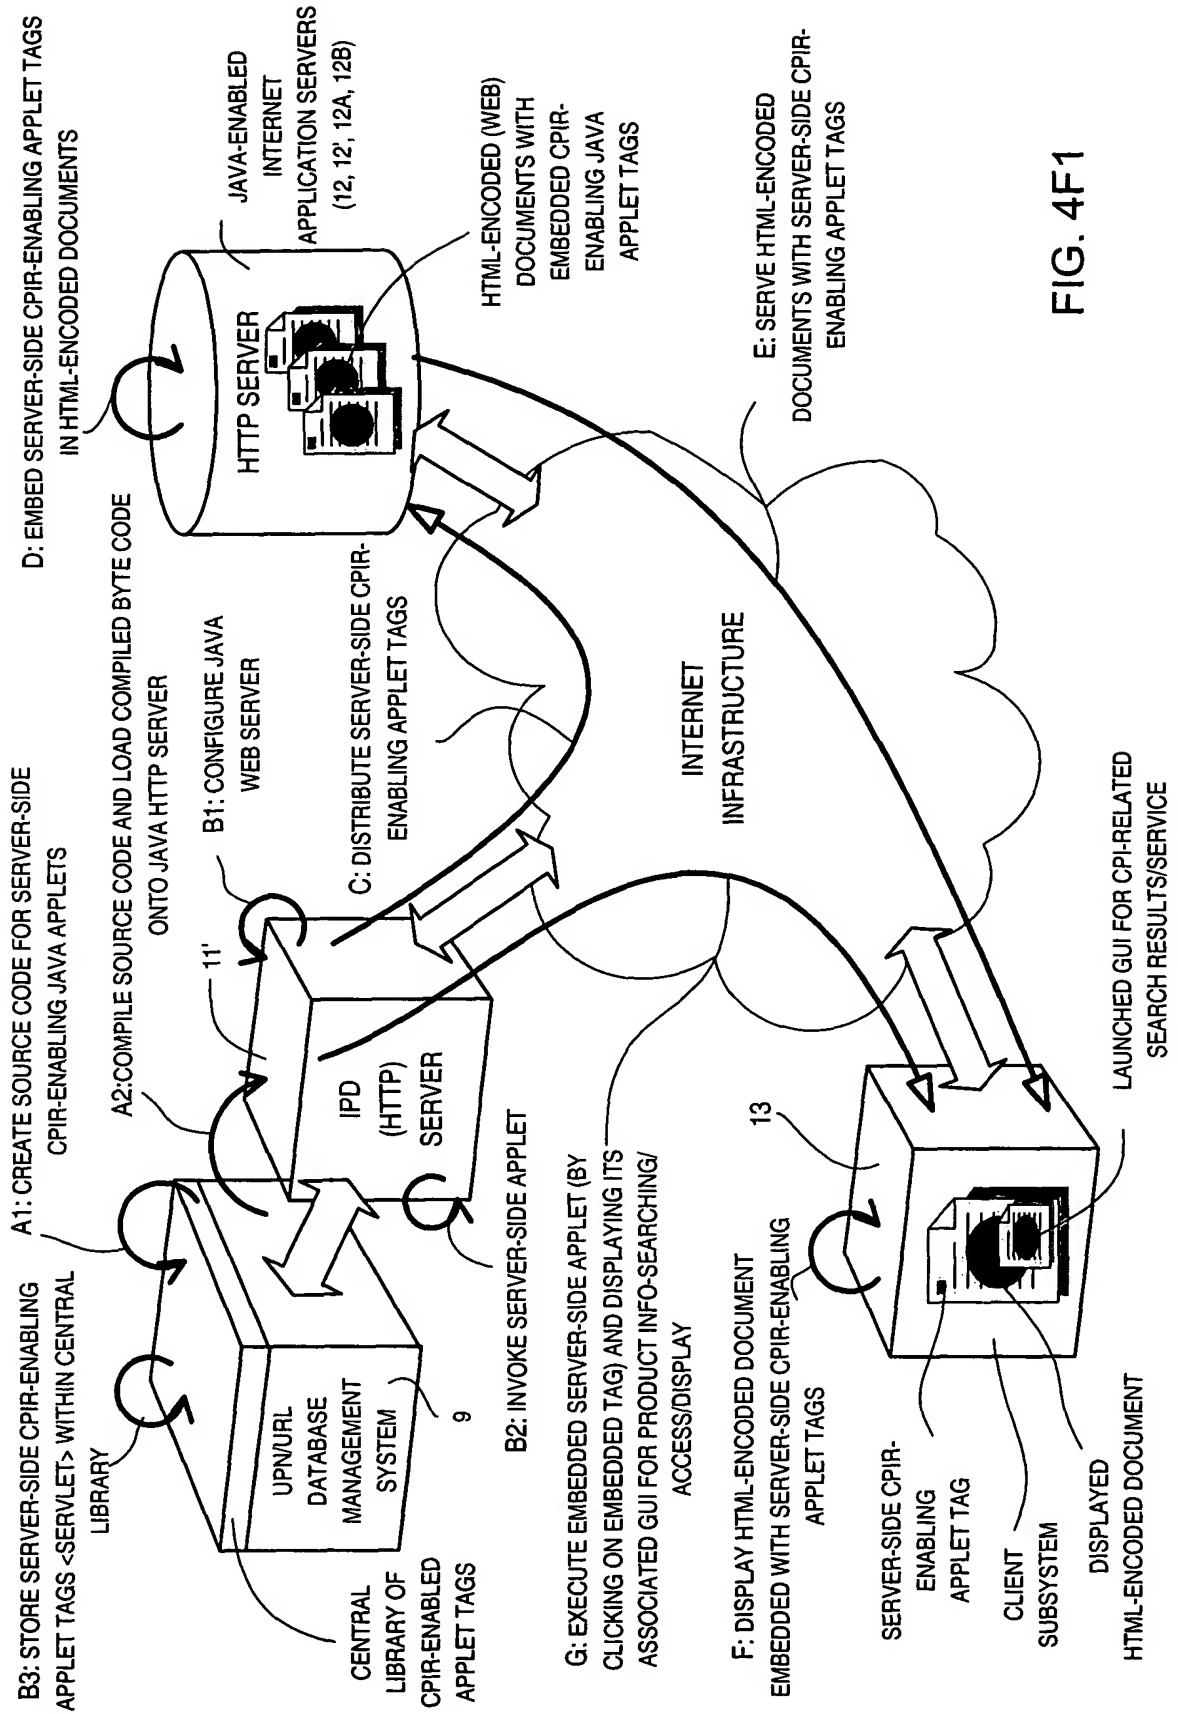 B3: STORE SERVER-SIDE CPIR-ENABLING
APPLET TAGS <SERVLET> WITHIN CENTRAL
LIBRARY
A1: CREATE SOURCE CODE FOR SERVER-SIDE
CPIR-ENABLING JAVA APPLETS
A2:COMPILE SOURCE CODE AND LOAD COMPILED BYTE CODE
ONTO JAVA HTTP SERVER
B1: CONFIGURE JAVA
WEB SERVER
11'
D: EMBED SERVER-SIDE CPIR-ENABLING APPLET TAGS
IN HTML-ENCODED DOCUMENTS
JAVA-ENABLED
INTERNET
APPLICATION SERVERS
(12, 12', 12A, 12B)
HTTP SERVER
HTML-ENCODED (WEB)
DOCUMENTS WITH
EMBEDDED CPIR-
ENABLING JAVA
APPLET TAGS
C: DISTRIBUTE SERVER-SIDE CPIR-
ENABLING APPLET TAGS
UPN/URL
DATABASE
MANAGEMENT
SYSTEM
9
IPD
(HTTP)
SERVER
CENTRAL
LIBRARY OF
CPIR-ENABLED
APPLET TAGS
B2: INVOKE SERVER-SIDE APPLET
G: EXECUTE EMBEDDED SERVER-SIDE APPLET (BY
CLICKING ON EMBEDDED TAG) AND DISPLAYING ITS
ASSOCIATED GUI FOR PRODUCT INFO-SEARCHING/
ACCESS/DISPLAY
INTERNET
INFRASTRUCTURE
E: SERVE HTML-ENCODED
DOCUMENTS WITH SERVER-SIDE CPIR-
ENABLING APPLET TAGS
F: DISPLAY HTML-ENCODED DOCUMENT
EMBEDDED WITH SERVER-SIDE CPIR-ENABLING
APPLET TAGS
13
SERVER-SIDE CPIR-
ENABLING
APPLET TAG
CLIENT
SUBSYSTEM
DISPLAYED
HTML-ENCODED DOCUMENT
LAUNCHED GUI FOR CPI-RELATED
SEARCH RESULTS/SERVICE
FIG. 4F1